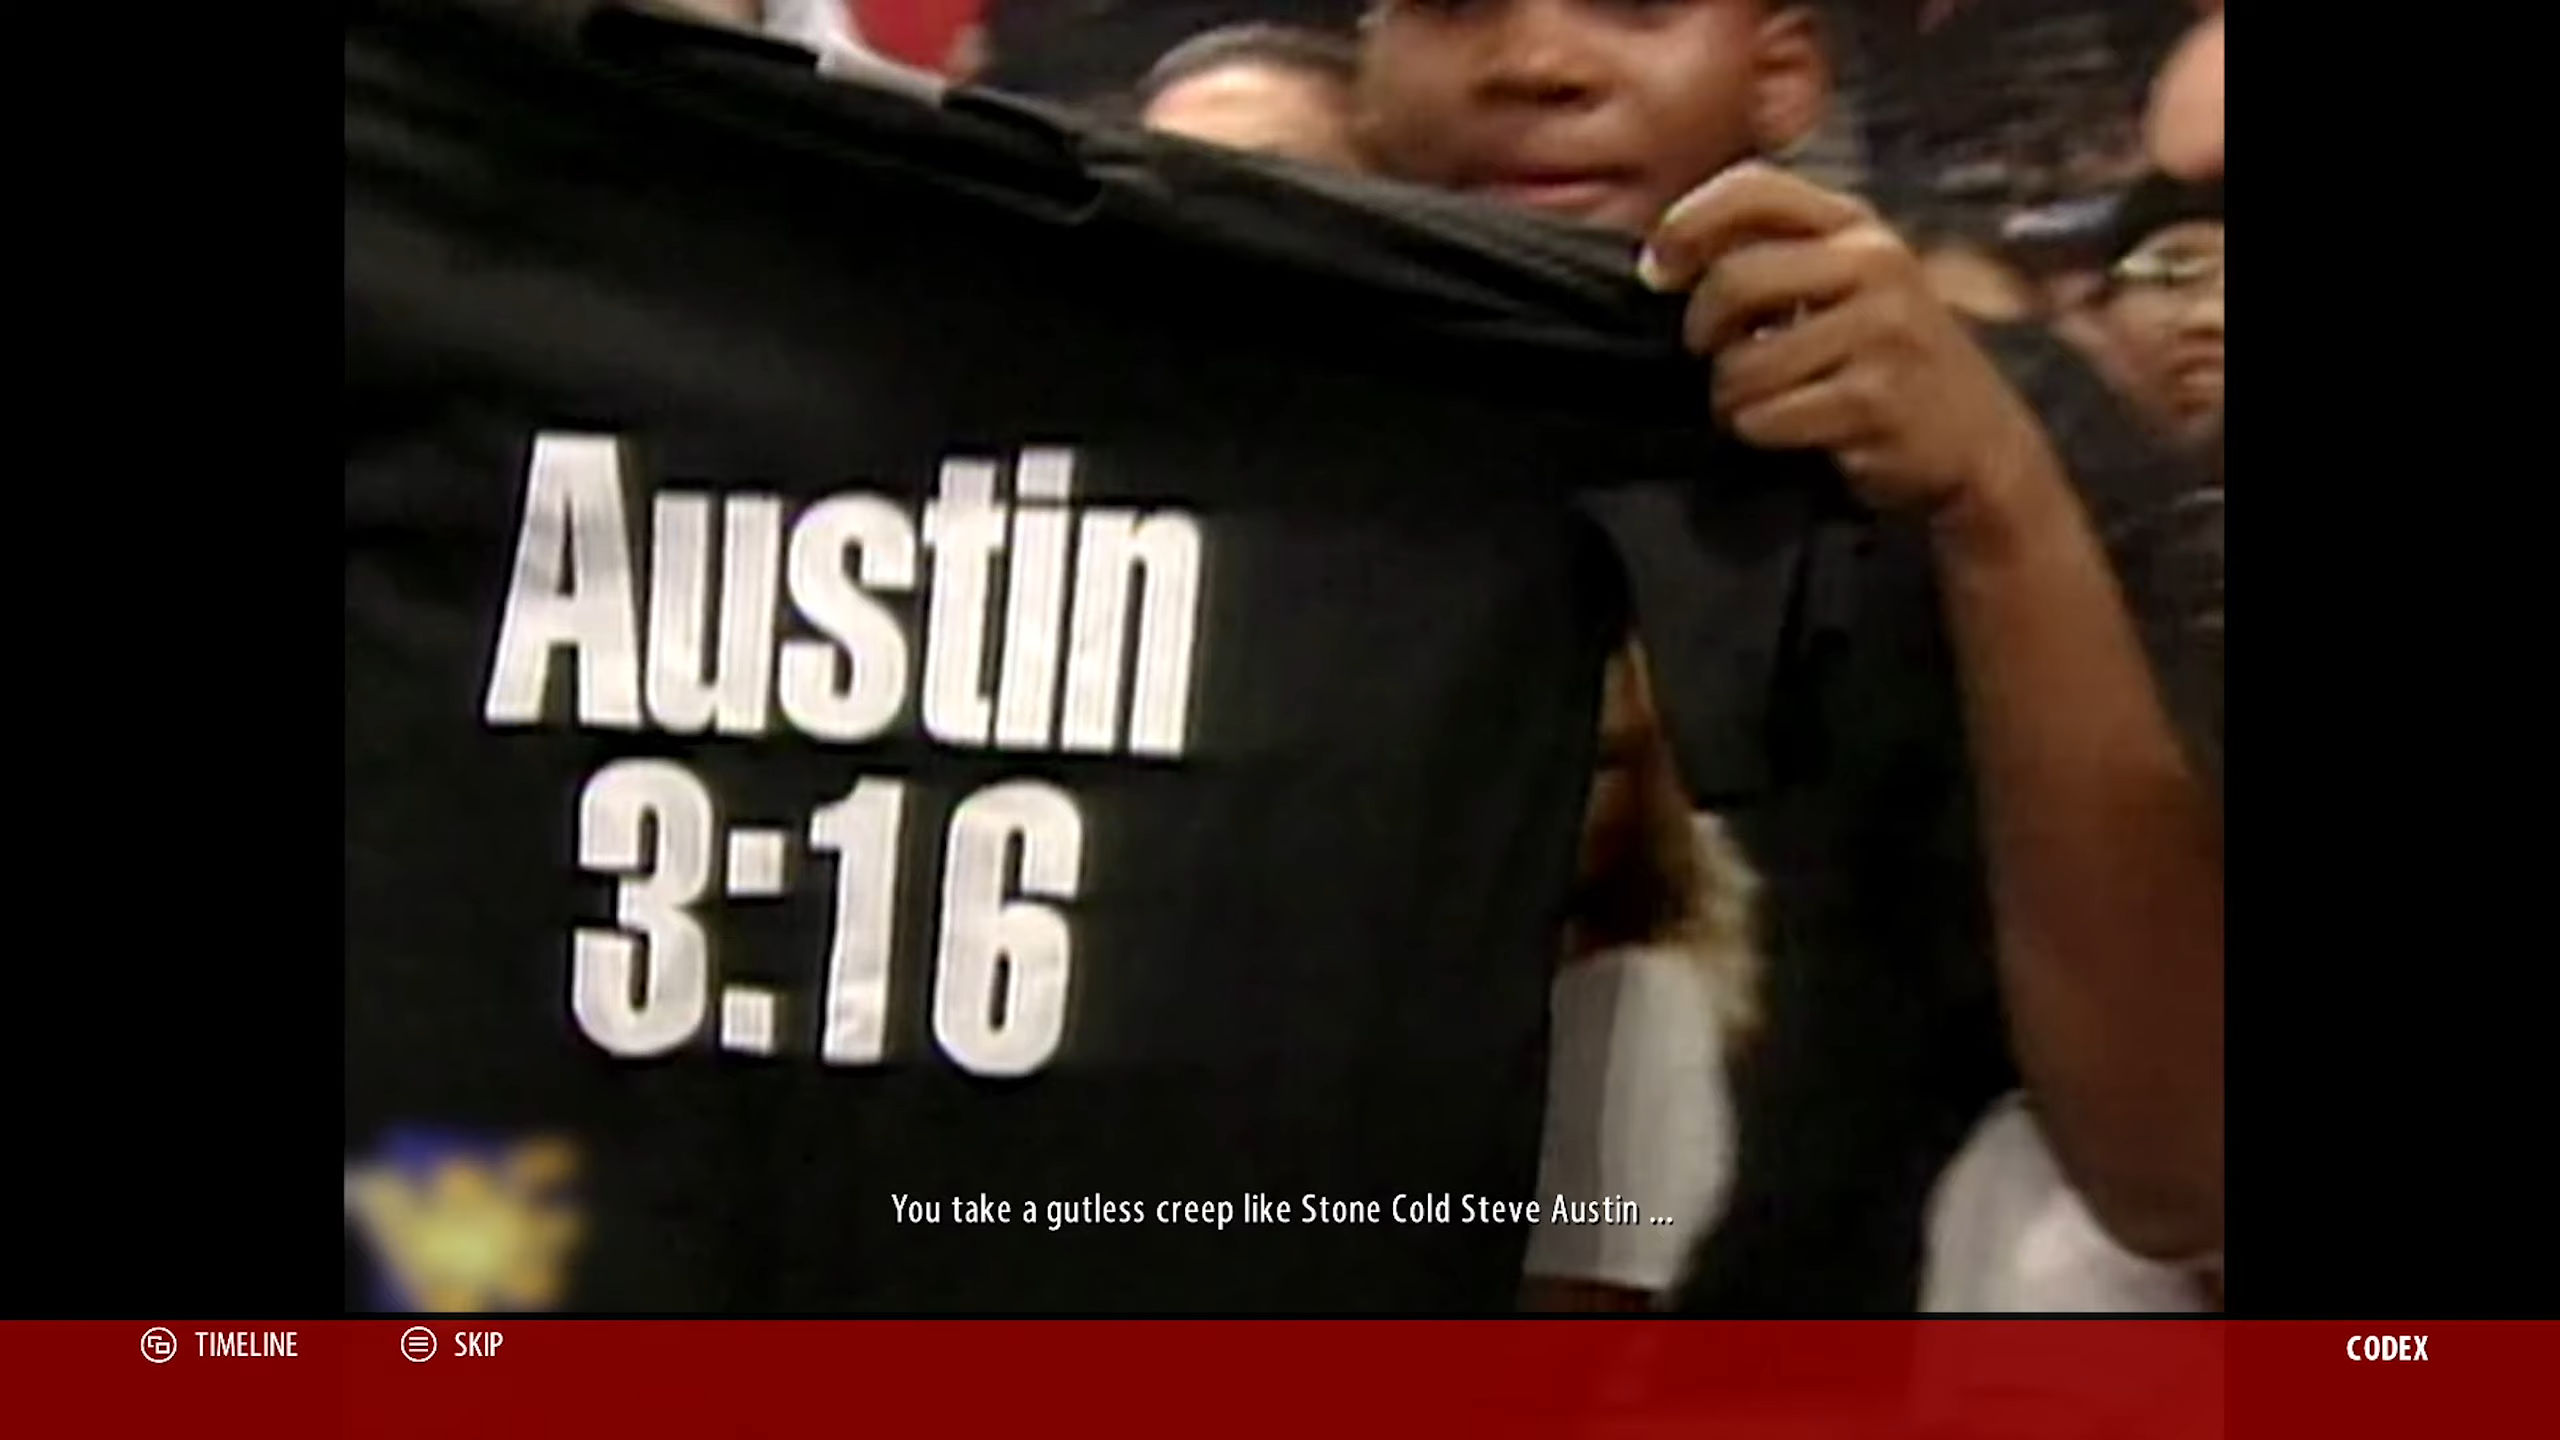 Austin
3:16
You take a gutless creep like Stone Cold Steve Austin ...
TIMELINE
SKIP
CODEX